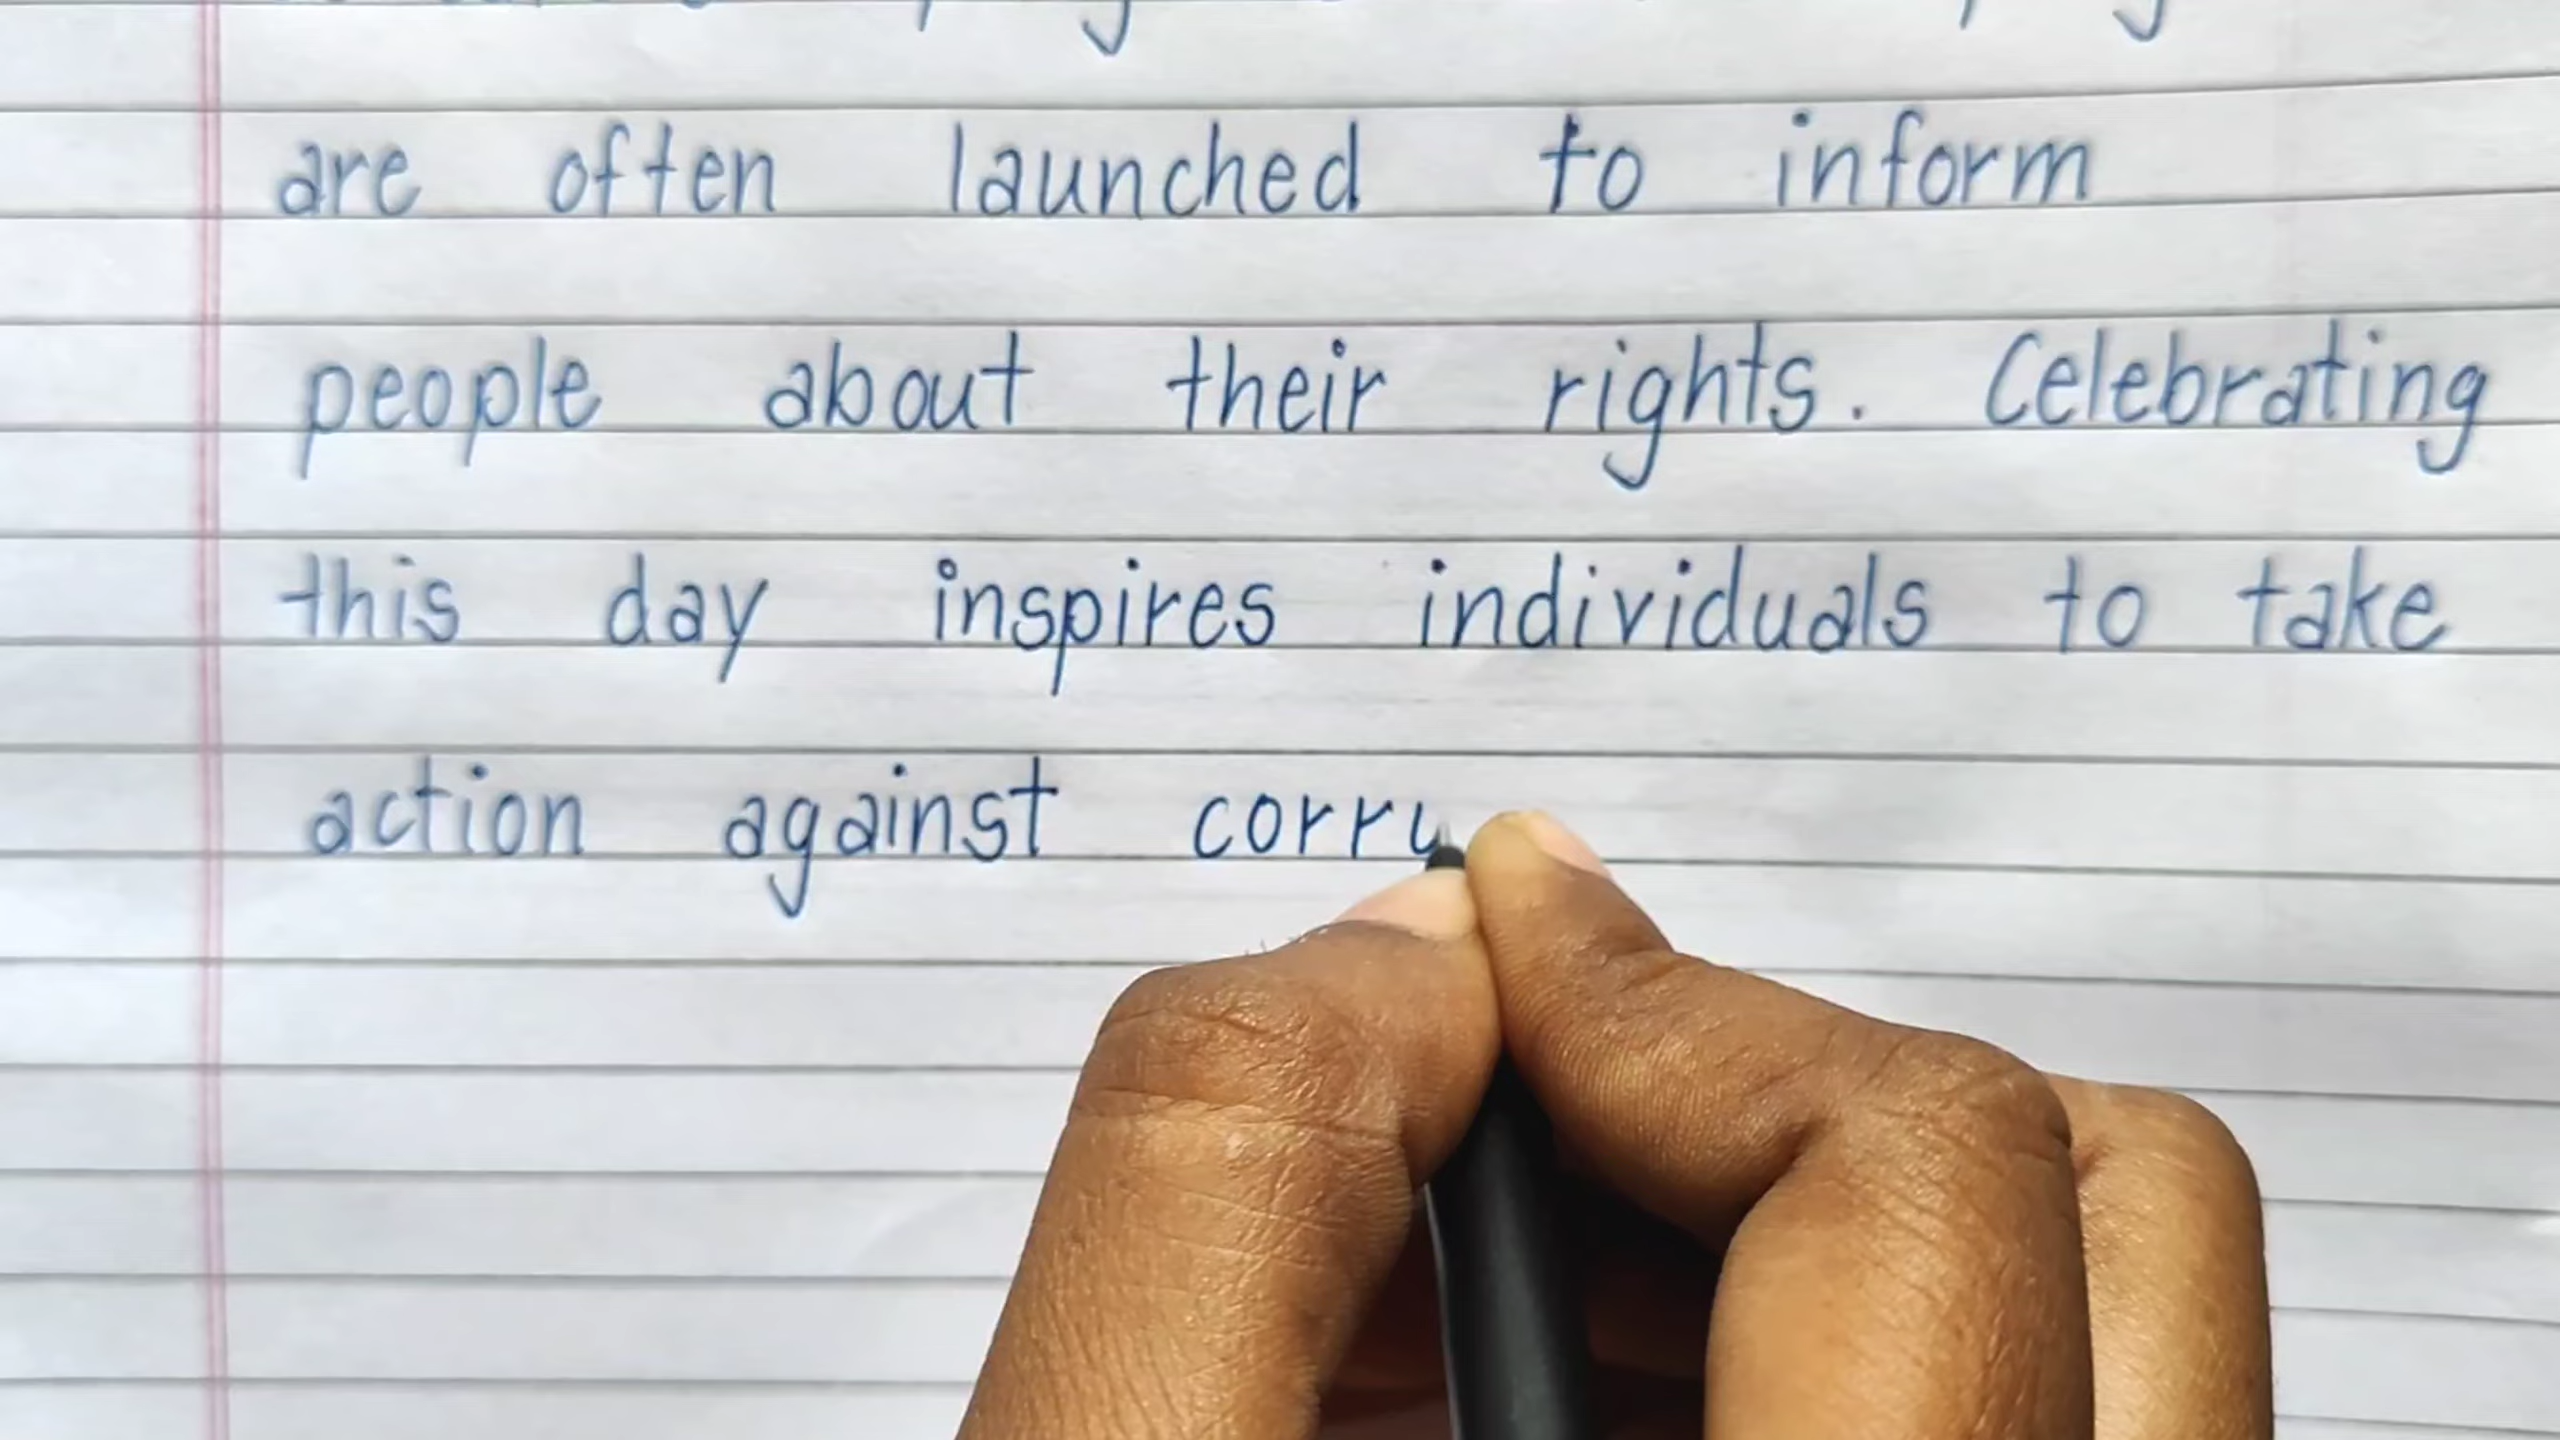 are often launched to inform
people about their rights. Celebrating
this day inspires individuals to take
action against corru